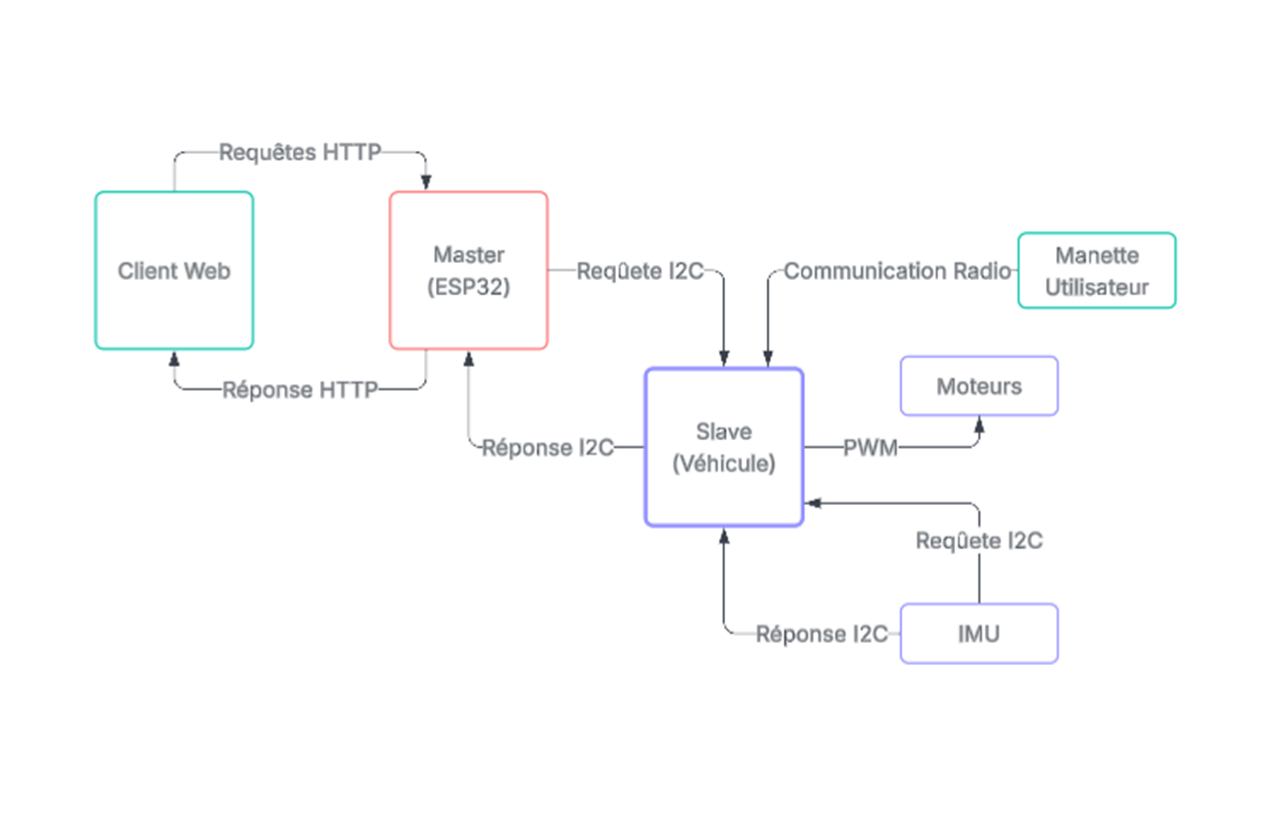 Requêtes HTTP
Client Web
Master
(ESP32)
Réponse HTTP
Reqûete I2C
Communication Radio
Manette
Utilisateur
Réponse I2C
Slave
(Véhicule)
Moteurs
PWM
Reqûete I2C
Réponse I2C
IMU